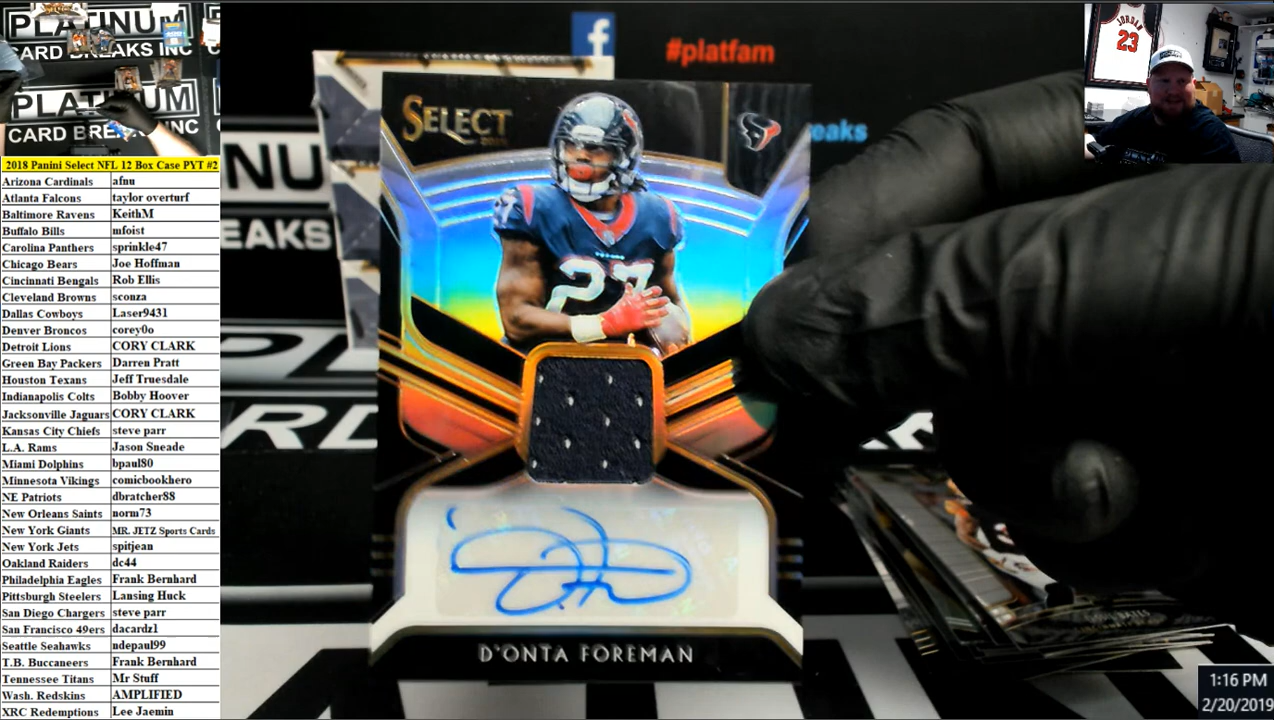 PLATINUM
CARD BREAKS INC
PLATINUM
CARD BREAKS INC
2018 Panini Select NFL 12 Box Case PYT #2
Arizona Cardinals afnu
Atlanta Falcons taylor overturf
Baltimore Ravens KeithM
Buffalo Bills mfoist
Carolina Panthers sprinkle47
Chicago Bears Joe Hoffman
Cincinnati Bengals Rob Ellis
Cleveland Browns sconza
Dallas Cowboys Laser9431
Denver Broncos corey0o
Detroit Lions CORY CLARK
Green Bay Packers Darren Pratt
Houston Texans Jeff Truesdale
Indianapolis Colts Bobby Hoover
Jacksonville Jaguars CORY CLARK
Kansas City Chiefs steve parr
L.A. Rams Jason Sneade
Miami Dolphins bpaul80
Minnesota Vikings comicbookhero
NE Patriots dbratcher88
New Orleans Saints norm73
New York Giants MR. JETZ Sports Cards
New York Jets spitjean
Oakland Raiders dc44
Philadelphia Eagles Frank Bernhard
Pittsburgh Steelers Lansing Huck
San Diego Chargers steve parr
San Francisco 49ers dacardz1
Seattle Seahawks ndepaul99
T.B. Buccaneers Frank Bernhard
Tennessee Titans Mr Stuff
Wash. Redskins AMPLIFIED
XRC Redemptions Lee Jaemin
f
#platfam
eaks
NU
EAKS
SELECT
27
D'ONTA FOREMAN
JORDAN
23
1:16 PM
2/20/2019